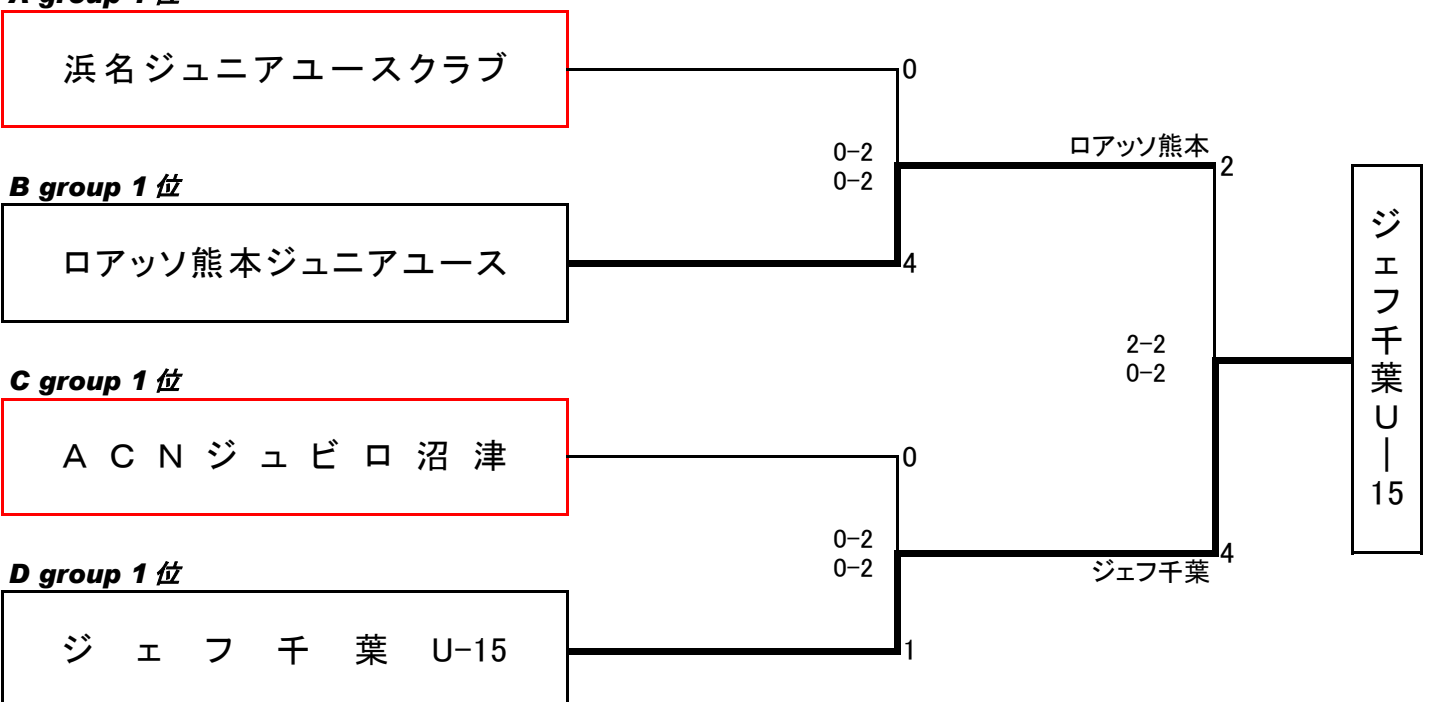 A group 1位
浜名ジュニアユースクラブ
0
0-2
0-2
ロアッソ熊本
2
B group 1位
ロアッソ熊本ジュニアユース
4
ジェフ千葉U－15
2-2
0-2
C group 1位
ACNジュビロ沼津
0
0-2
0-2
4
ジェフ千葉
D group 1位
ジェフ千葉 U-15
1